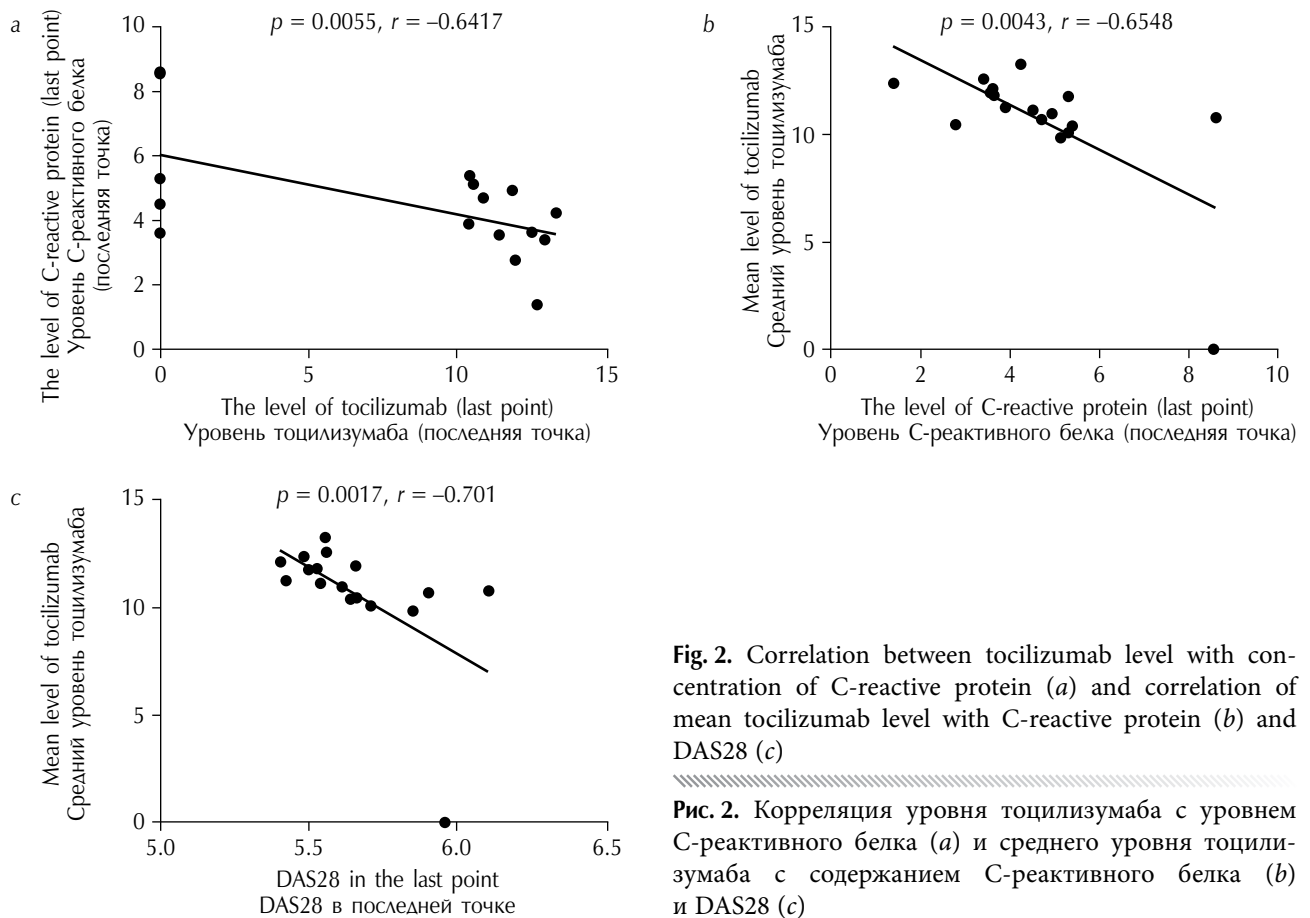 a
p = 0.0055, r = –0.6417
The level of C-reactive protein (last point)
Уровень С-реактивного белка
(последняя точка)
10
8
6
4
2
0
0
5
10
15
The level of tocilizumab (last point)
Уровень тоцилизумаба (последняя точка)
b
p = 0.0043, r = –0.6548
Mean level of tocilizumab
Средний уровень тоцилизумаба
15
10
5
0
0
2
4
6
8
10
The level of C-reactive protein (last point)
Уровень С-реактивного белка (последняя точка)
c
p = 0.0017, r = –0.701
Mean level of tocilizumab
Средний уровень тоцилизумаба
15
10
5
0
5.0
5.5
6.0
6.5
DAS28 in the last point
DAS28 в последней точке
Fig. 2. Correlation between tocilizumab level with con-
centration of C-reactive protein (a) and correlation of
mean tocilizumab level with C-reactive protein (b) and
DAS28 (c)
Рис. 2. Корреляция уровня тоцилизумаба с уровнем
С-реактивного белка (a) и среднего уровня тоцили-
зумаба с содержанием С-реактивного белка (b)
и DAS28 (c)